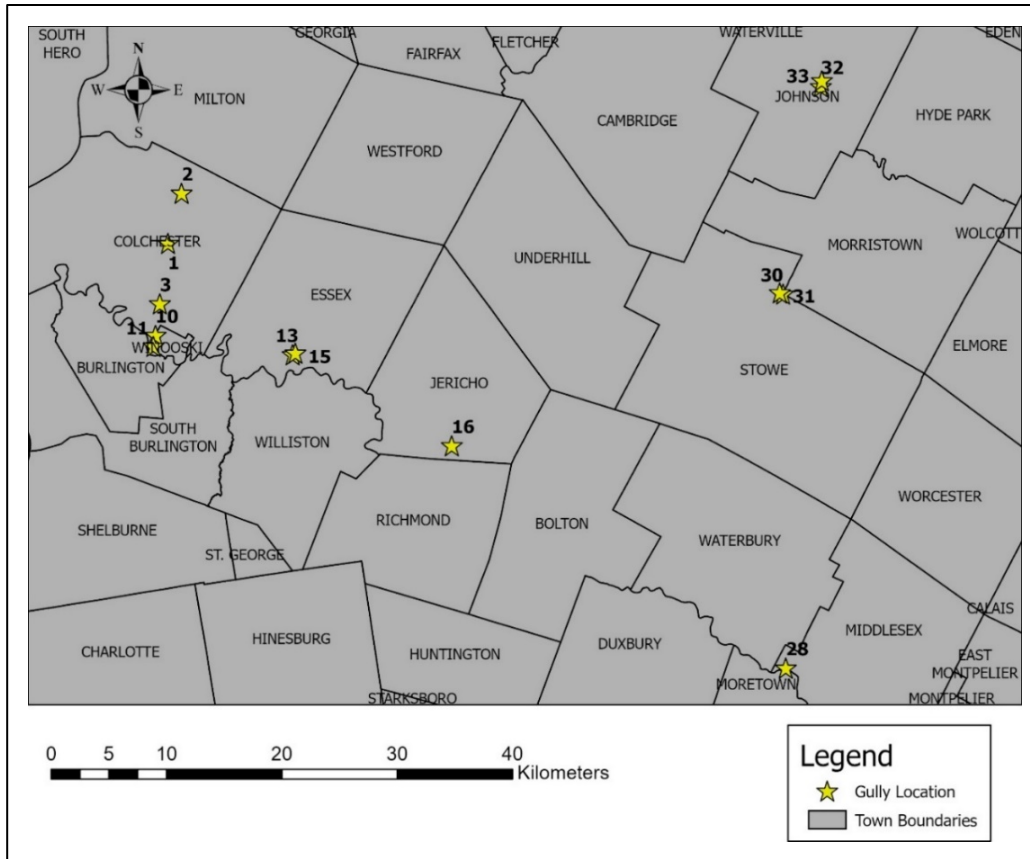 SOUTH
HERO
GEORGIA
FAIRFAX
FLETCHER
WATERVILLE
EDEN
N
W E
S
MILTON
CAMBRIDGE
33 32
JOHNSON
HYDE PARK
WESTFORD
2
COLCHESTER
1
UNDERHILL
MORRISTOWN
WOLCOTT
3
ESSEX
30
31
11 10
WINOOSKI
BURLINGTON
13
15
JERICHO
STOWE
ELMORE
SOUTH
BURLINGTON
WILLISTON
16
SHELBURNE
ST. GEORGE
RICHMOND
BOLTON
WATERBURY
WORCESTER
CHARLOTTE
HINESBURG
HUNTINGTON
STARKSBORO
DUXBURY
28
MORETOWN
MIDDLESEX
CALAIS
EAST
MONTPELIER
MONTPELIER
0 5 10 20 30 40
Kilometers
Legend
Gully Location
Town Boundaries